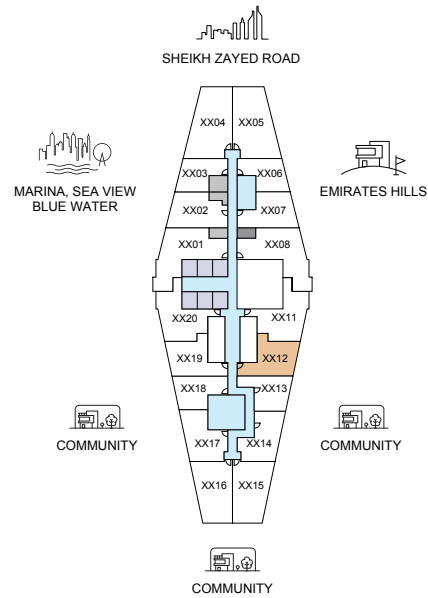 SHEIKH ZAYED ROAD
XX04
XX05
MARINA, SEA VIEW
BLUE WATER
EMIRATES HILLS
XX03
XX06
XX02
XX07
XX01
XX08
XX20
XX11
XX19
XX12
XX18
XX13
COMMUNITY
COMMUNITY
XX17
XX14
XX16
XX15
COMMUNITY